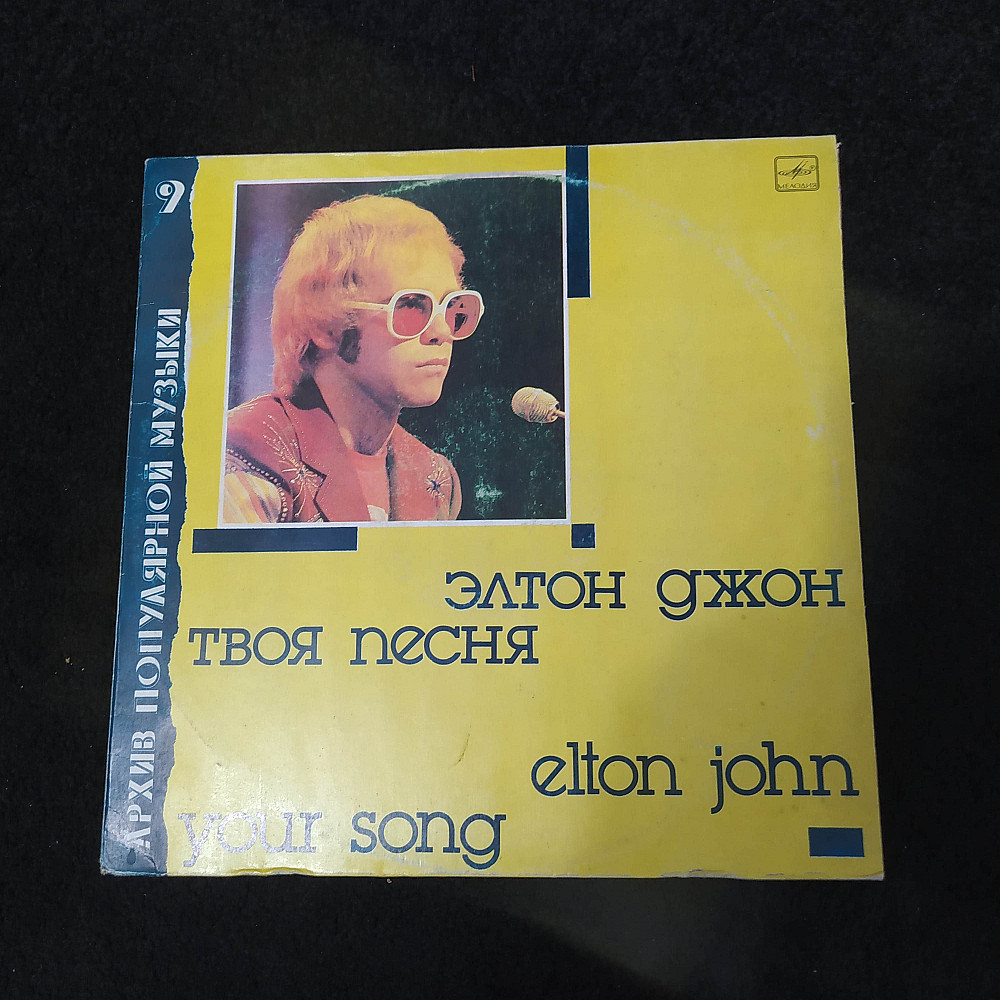 9
АРХИВ ПОПУЛЯРНОЙ МУЗЫКИ
МЕЛОДИЯ
элтон джон
твоя песня
elton john
your song